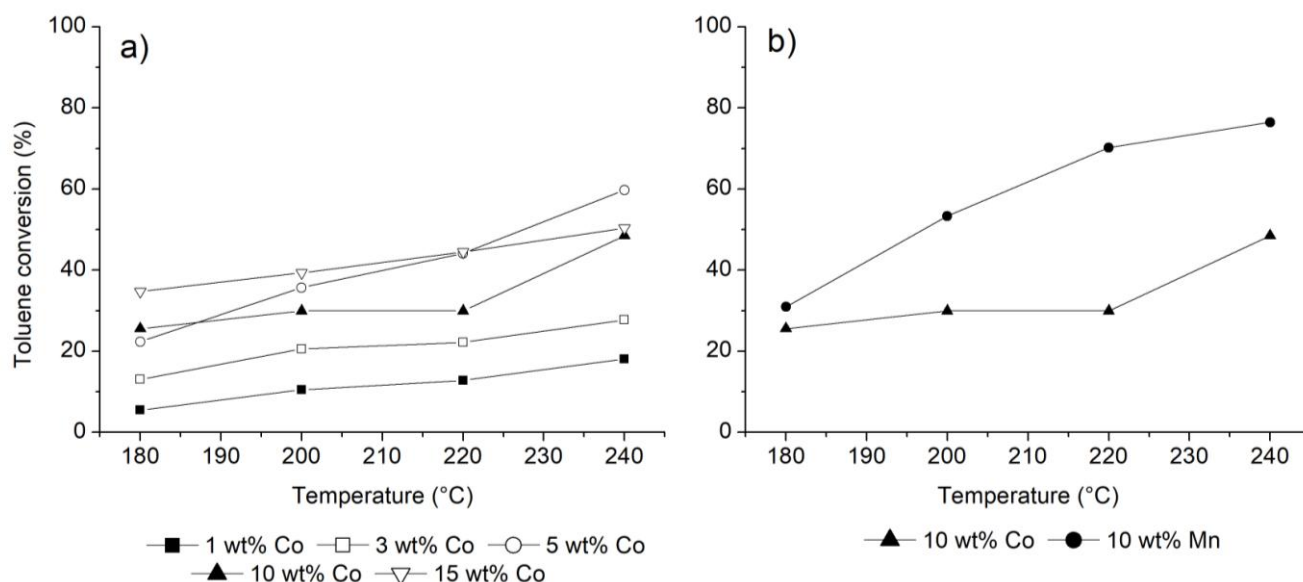 a)
Toluene conversion (%)
100
80
60
40
20
0
180 190 200 210 220 230 240
Temperature (°C)
1 wt% Co 3 wt% Co 5 wt% Co
10 wt% Co 15 wt% Co
b)
100
80
60
40
20
0
180 190 200 210 220 230 240
Temperature (°C)
10 wt% Co 10 wt% Mn